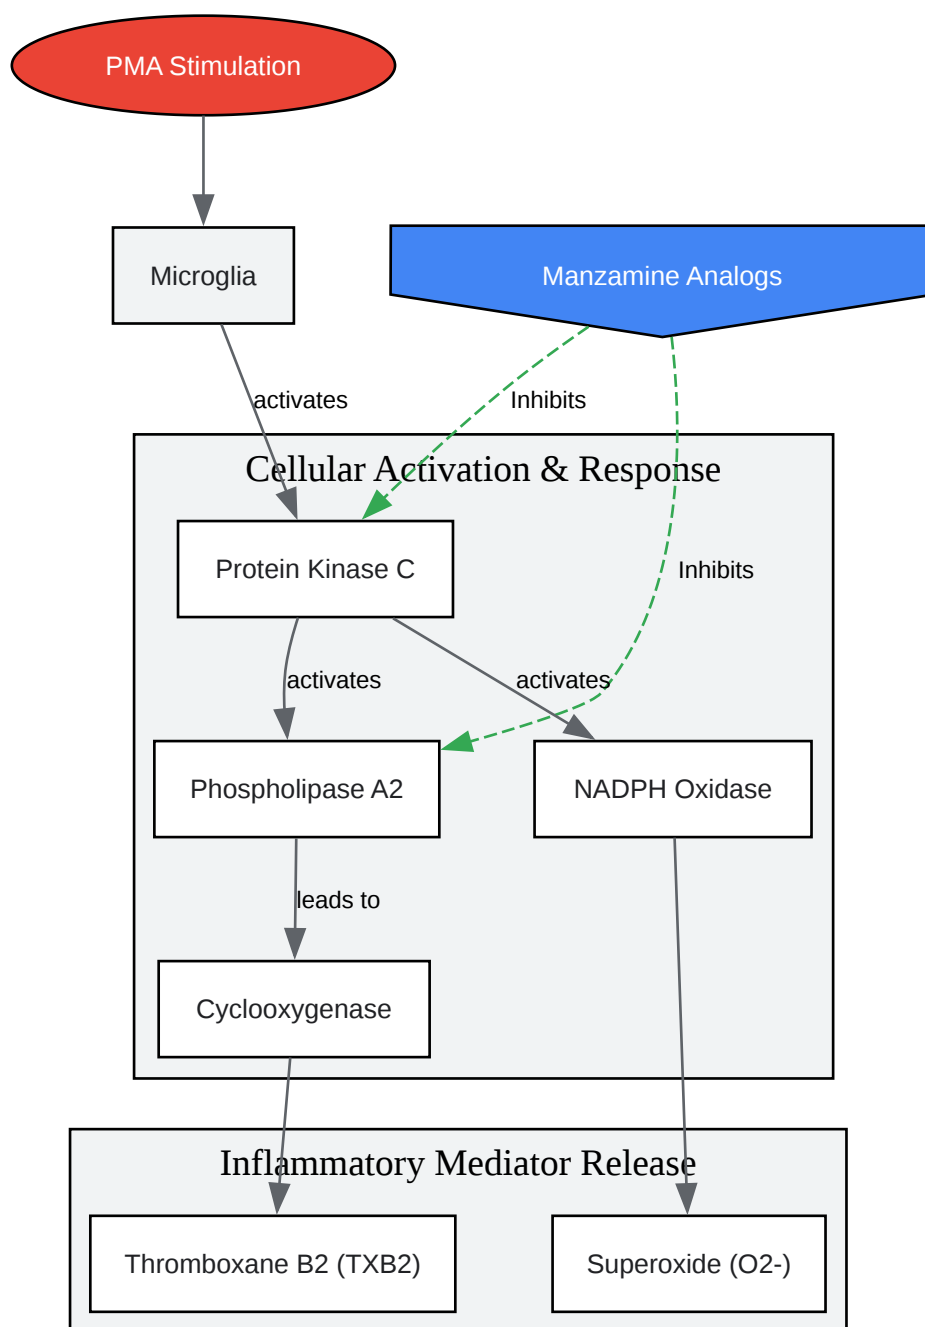 PMA Stimulation
Microglia
Manzamine Analogs
activates
Inhibits
Cellular Activation & Response
Protein Kinase C
Inhibits
activates
activates
Phospholipase A2
NADPH Oxidase
leads to
Cyclooxygenase
Inflammatory Mediator Release
Thromboxane B2 (TXB2)
Superoxide (O2-)